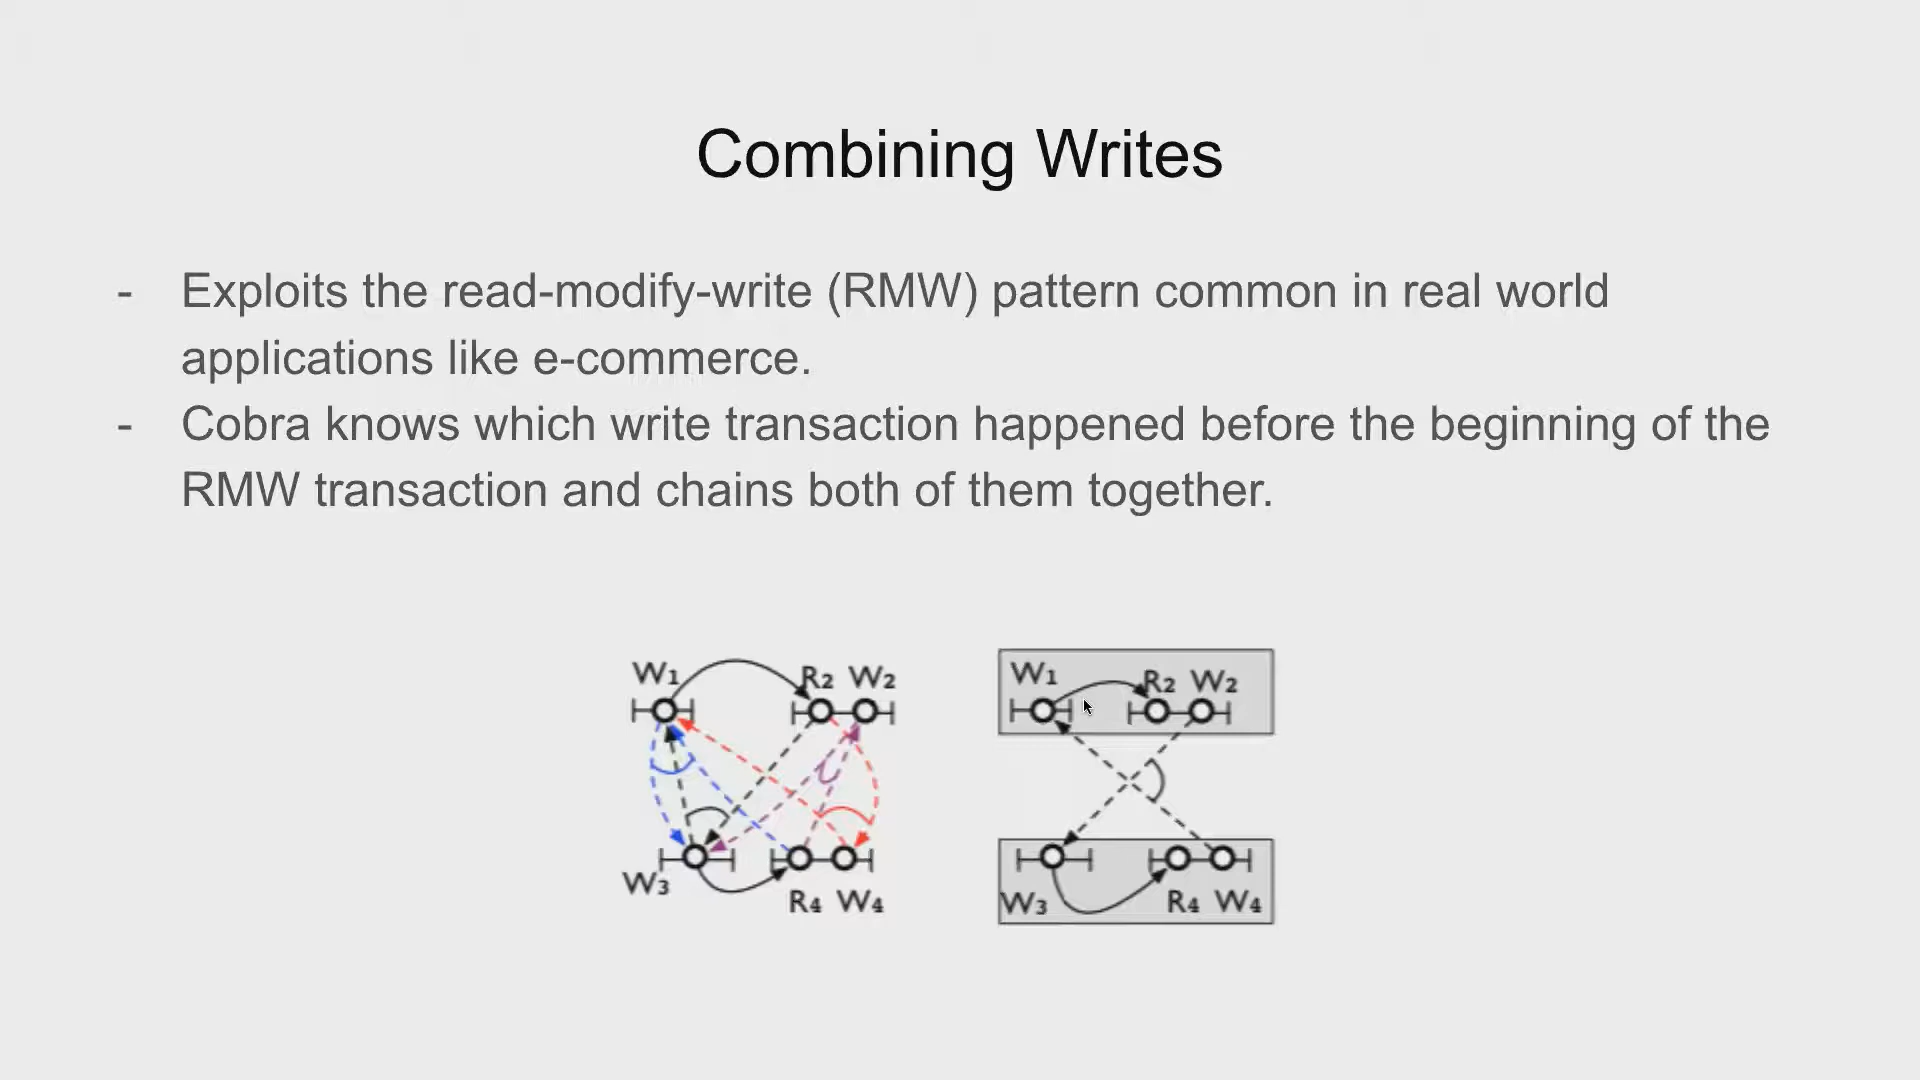 Combining Writes
- Exploits the read-modify-write (RMW) pattern common in real world
applications like e-commerce.
- Cobra knows which write transaction happened before the beginning of the
RMW transaction and chains both of them together.
W1 R2 W2
W3 R4 W4
W1 R2 W2
W3 R4 W4